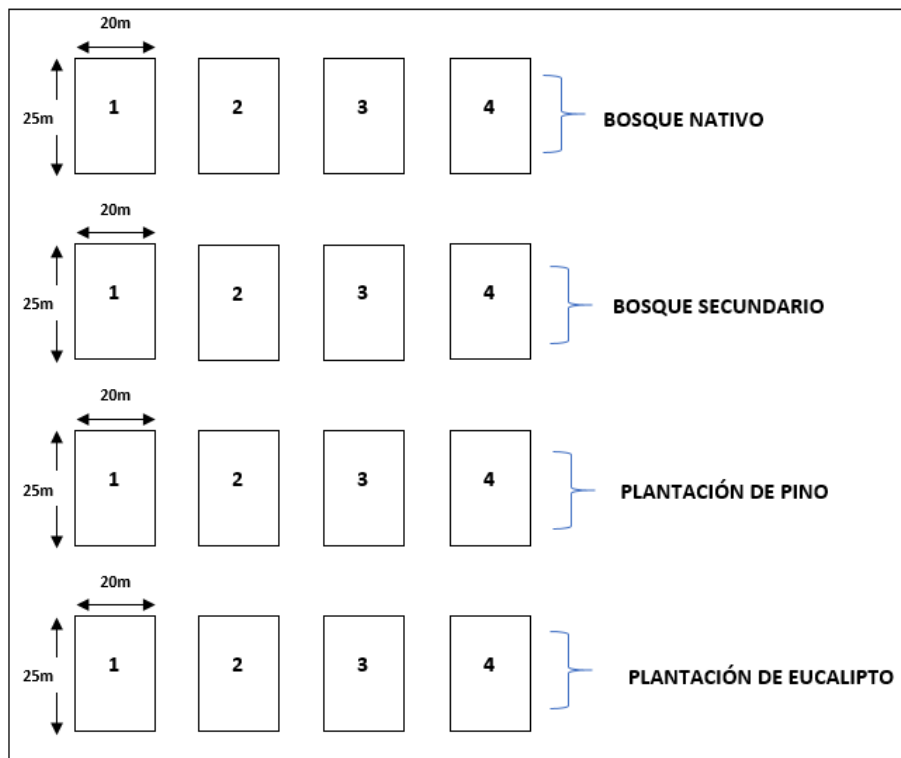 20m
25m
1 2 3 4 BOSQUE NATIVO
20m
25m
1 2 3 4 BOSQUE SECUNDARIO
20m
25m
1 2 3 4 PLANTACIÓN DE PINO
20m
25m
1 2 3 4 PLANTACIÓN DE EUCALIPTO